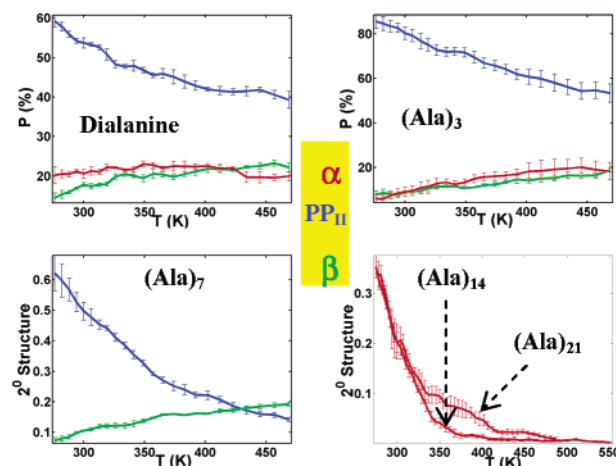 60
50
40
30
20
P (%)
Dialanine
300
350
400
450
T (K)
80
60
40
20
P (%)
(Ala)3
300
350
400
450
T (K)
α
PPII
β
0.6
0.5
0.4
0.3
0.2
0.1
2⁰ Structure
(Ala)7
300
350
400
450
T (K)
0.3
0.2
0.1
2⁰ Structure
(Ala)14
(Ala)21
300
350
400
450
500
550
T (K)